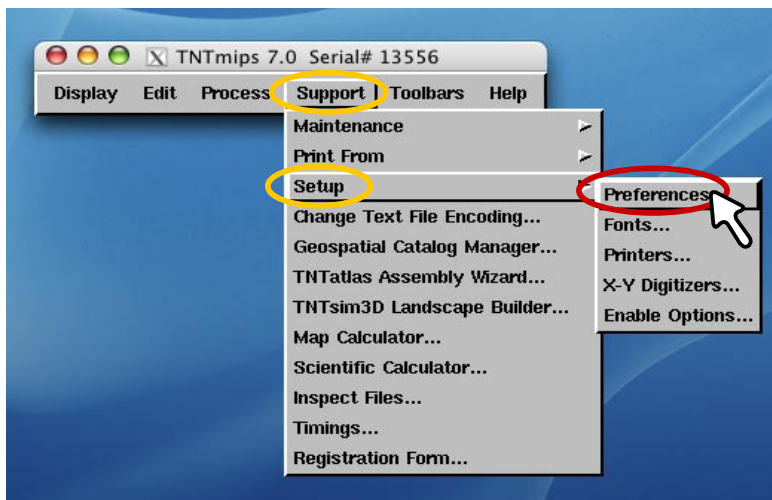 TNTmips 7.0 Serial# 13556
Display Edit Process Support Toolbars Help
Maintenance
Print From
Setup
Change Text File Encoding...
Geospatial Catalog Manager...
TNTatlas Assembly Wizard...
TNTsim3D Landscape Builder...
Map Calculator...
Scientific Calculator...
Inspect Files...
Timings...
Registration Form...
Preferences
Fonts...
Printers...
X-Y Digitizers...
Enable Options...